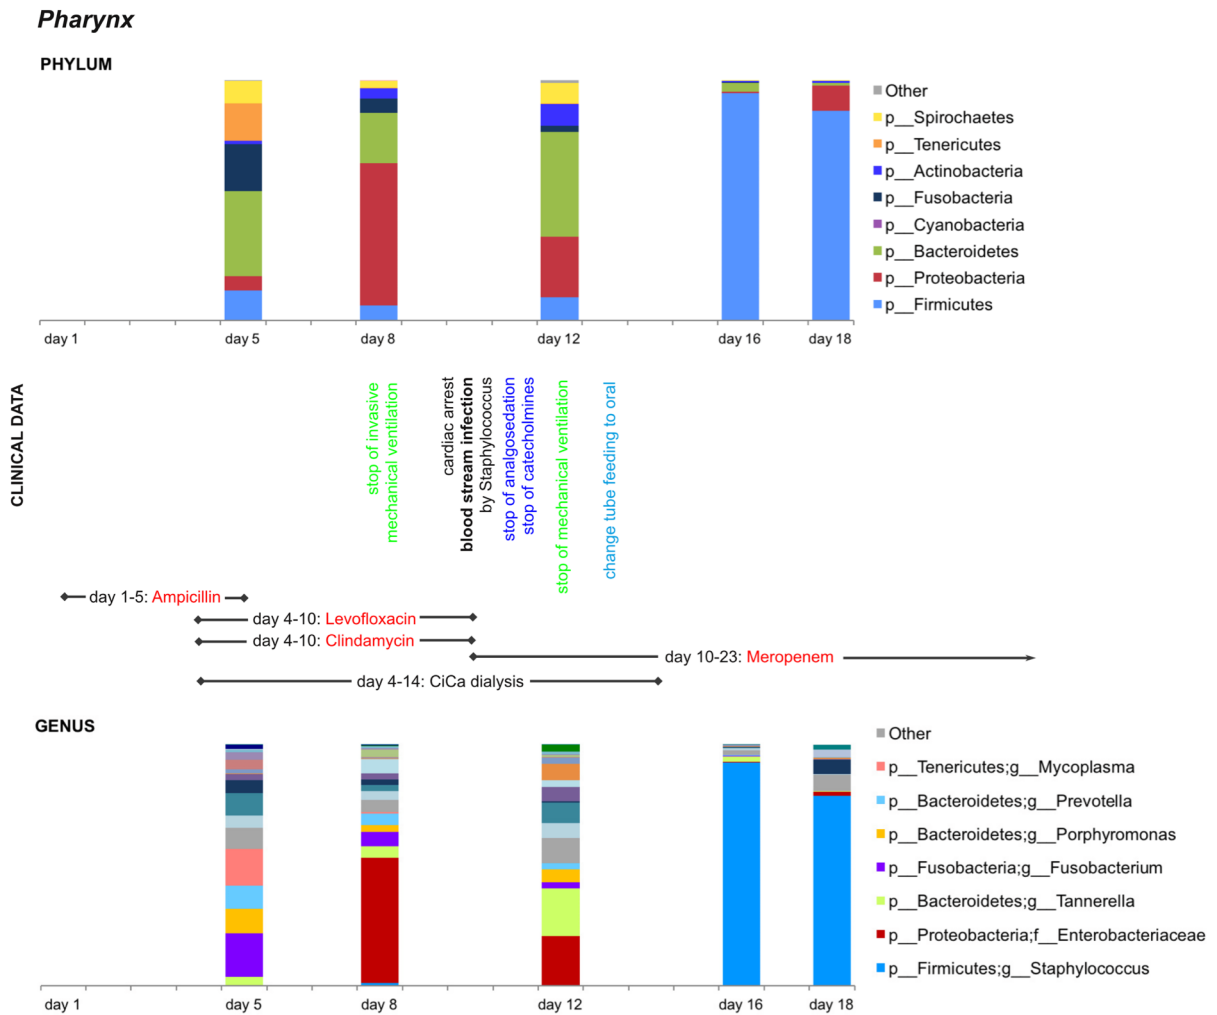 Pharynx
PHYLUM
Other
p__Spirochaetes
p__Tenericutes
p__Actinobacteria
p__Fusobacteria
p__Cyanobacteria
p__Bacteroidetes
p__Proteobacteria
p__Firmicutes
day 1
day 5
day 8
day 12
day 16
day 18
CLINICAL DATA
stop of invasive
mechanical ventilation
cardiac arrest
blood stream infection
by Staphylococcus
stop of analgosedation
stop of catecholmines
stop of mechanical ventilation
change tube feeding to oral
day 1-5: Ampicillin
day 4-10: Levofloxacin
day 4-10: Clindamycin
day 10-23: Meropenem
day 4-14: CiCa dialysis
GENUS
Other
p__Tenericutes;g__Mycoplasma
p__Bacteroidetes;g__Prevotella
p__Bacteroidetes;g__Porphyromonas
p__Fusobacteria;g__Fusobacterium
p__Bacteroidetes;g__Tannerella
p__Proteobacteria;f__Enterobacteriaceae
p__Firmicutes;g__Staphylococcus
day 1
day 5
day 8
day 12
day 16
day 18